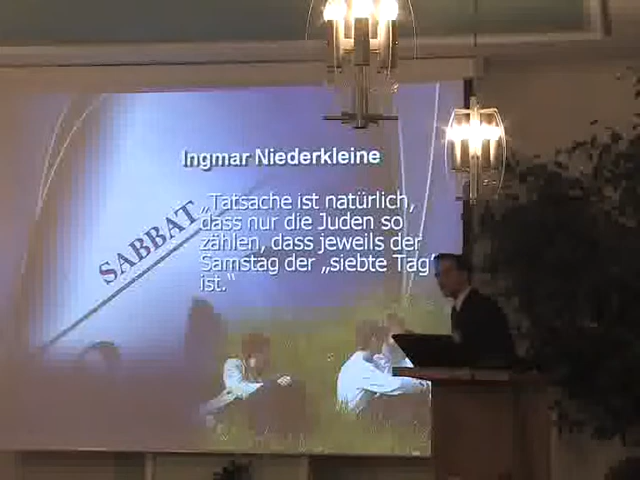 Ingmar Niederkleine
„Tatsache ist natürlich,
dass nur die Juden so
zählen, dass jeweils der
Samstag der „siebte Tag“
ist.“
SABBAT